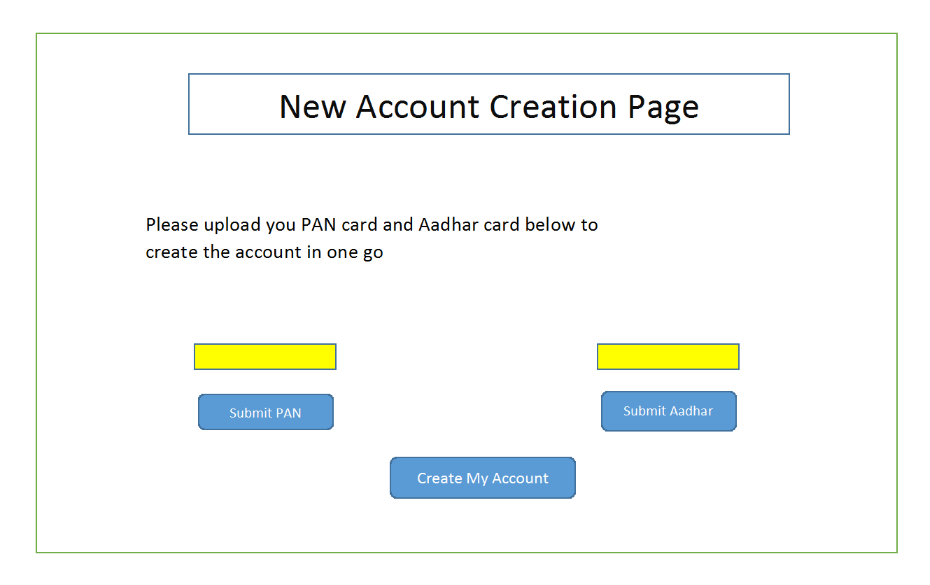 New Account Creation Page
Please upload you PAN card and Aadhar card below to
create the account in one go
Submit PAN
Submit Aadhar
Create My Account